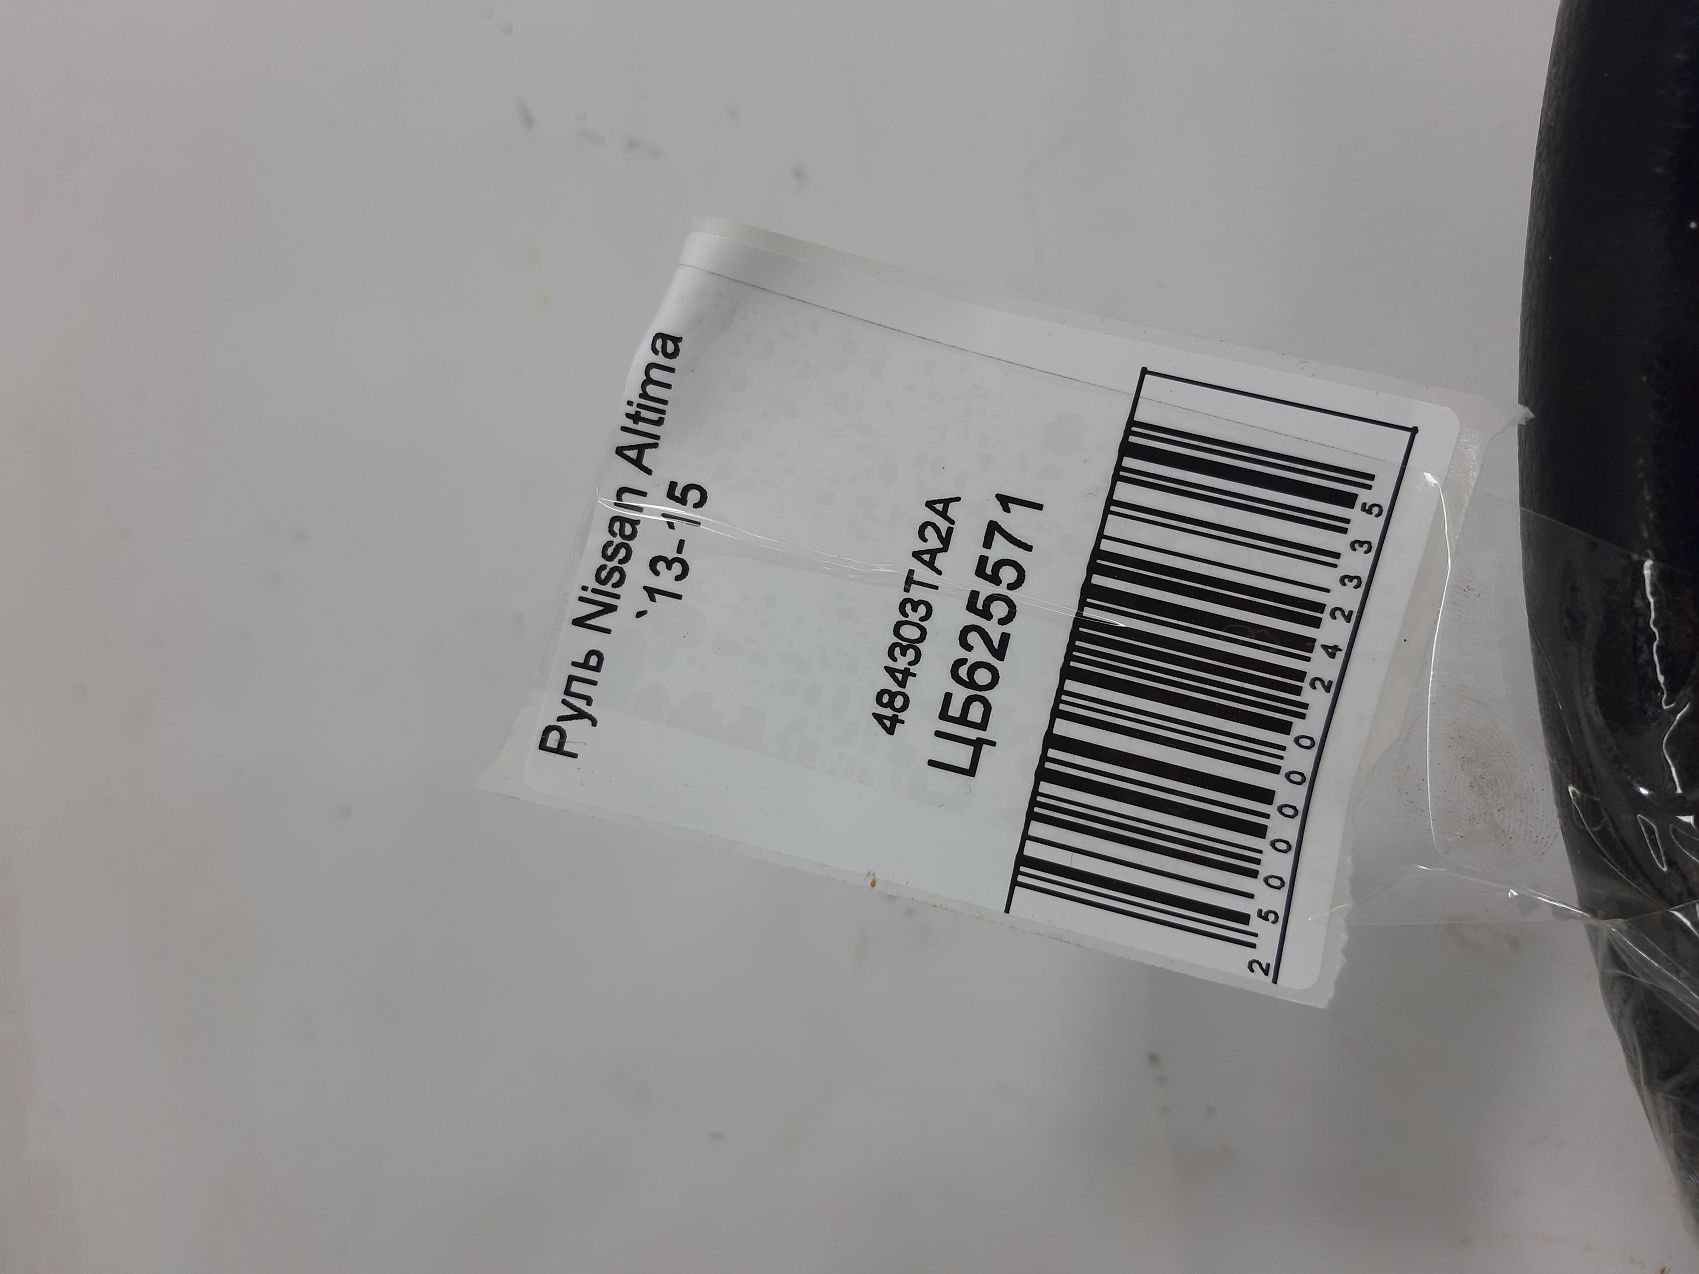 Руль Nissan Altima
`13-15
484303TA2A
ЦБ625571
2 500000 242335